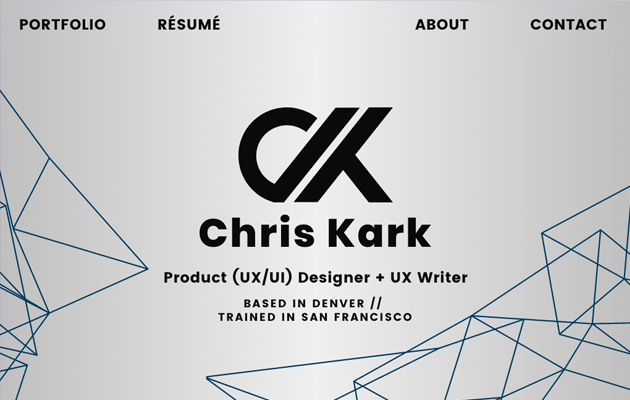 PORTFOLIO RÉSUMÉ ABOUT CONTACT
CK
Chris Kark
Product (UX/UI) Designer + UX Writer
BASED IN DENVER //
TRAINED IN SAN FRANCISCO